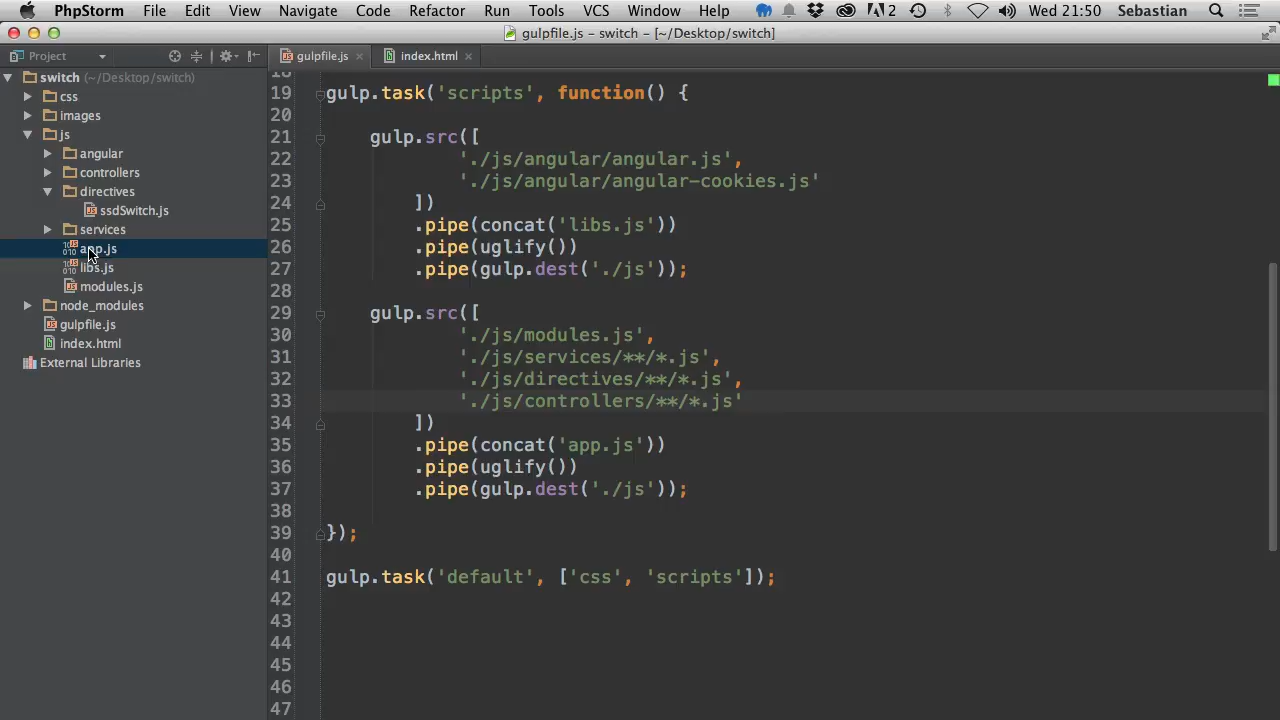 PhpStorm File Edit View Navigate Code Refactor Run Tools VCS Window Help 2 Wed 21:50 Sebastian
gulpfile.js – switch – [~/Desktop/switch]
Project
gulpfile.js
index.html
switch (~/Desktop/switch)
css
images
js
angular
controllers
directives
ssdSwitch.js
services
app.js
libs.js
modules.js
node_modules
gulpfile.js
index.html
External Libraries
18
19 gulp.task('scripts', function() {
20
21 gulp.src([
22 './js/angular/angular.js',
23 './js/angular/angular-cookies.js'
24 ])
25 .pipe(concat('libs.js'))
26 .pipe(uglify())
27 .pipe(gulp.dest('./js'));
28
29 gulp.src([
30 './js/modules.js',
31 './js/services/**/*.js',
32 './js/directives/**/*.js',
33 './js/controllers/**/*.js'
34 ])
35 .pipe(concat('app.js'))
36 .pipe(uglify())
37 .pipe(gulp.dest('./js'));
38
39 });
40
41 gulp.task('default', ['css', 'scripts']);
42
43
44
45
46
47